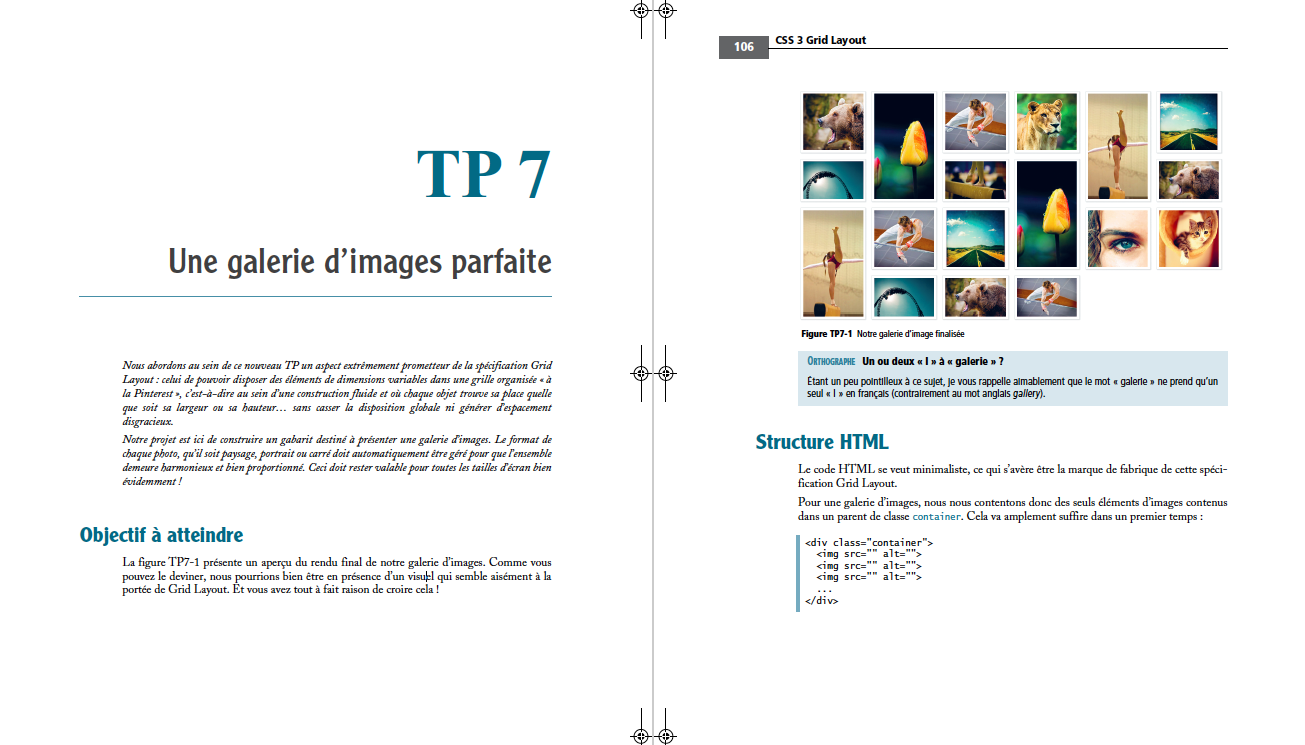 TP 7
Une galerie d’images parfaite
Nous abordons au sein de ce nouveau TP un aspect extrêmement prometteur de la spécification Grid
Layout : celui de pouvoir disposer des éléments de dimensions variables dans une grille organisée « à
la Pinterest », c’est-à-dire au sein d’une construction fluide et où chaque objet trouve sa place quelle
que soit sa largeur ou sa hauteur… sans casser la disposition globale ni générer d’espacement
disgracieux.
Notre projet est ici de construire un gabarit destiné à présenter une galerie d’images. Le format de
chaque photo, qu’il soit paysage, portrait ou carré doit automatiquement être géré pour que l’ensemble
demeure harmonieux et bien proportionné. Ceci doit rester valable pour toutes les tailles d’écran bien
évidemment !
Objectif à atteindre
La figure TP7-1 présente un aperçu du rendu final de notre galerie d’images. Comme vous
pouvez le deviner, nous pourrions bien être en présence d’un visuel qui semble aisément à la
portée de Grid Layout. Et vous avez tout à fait raison de croire cela !
106
CSS 3 Grid Layout
Figure TP7-1 Notre galerie d’image finalisée
ORTHOGRAPHE Un ou deux « l » à « galerie » ?
Étant un peu pointilleux à ce sujet, je vous rappelle aimablement que le mot « galerie » ne prend qu’un
seul « l » en français (contrairement au mot anglais gallery).
Structure HTML
Le code HTML se veut minimaliste, ce qui s’avère être la marque de fabrique de cette spéci-
fication Grid Layout.
Pour une galerie d’images, nous nous contentons donc des seuls éléments d’images contenus
dans un parent de classe container. Cela va amplement suffire dans un premier temps :
<div class="container">
  <img src="" alt="">
  <img src="" alt="">
  <img src="" alt="">
  ...
</div>